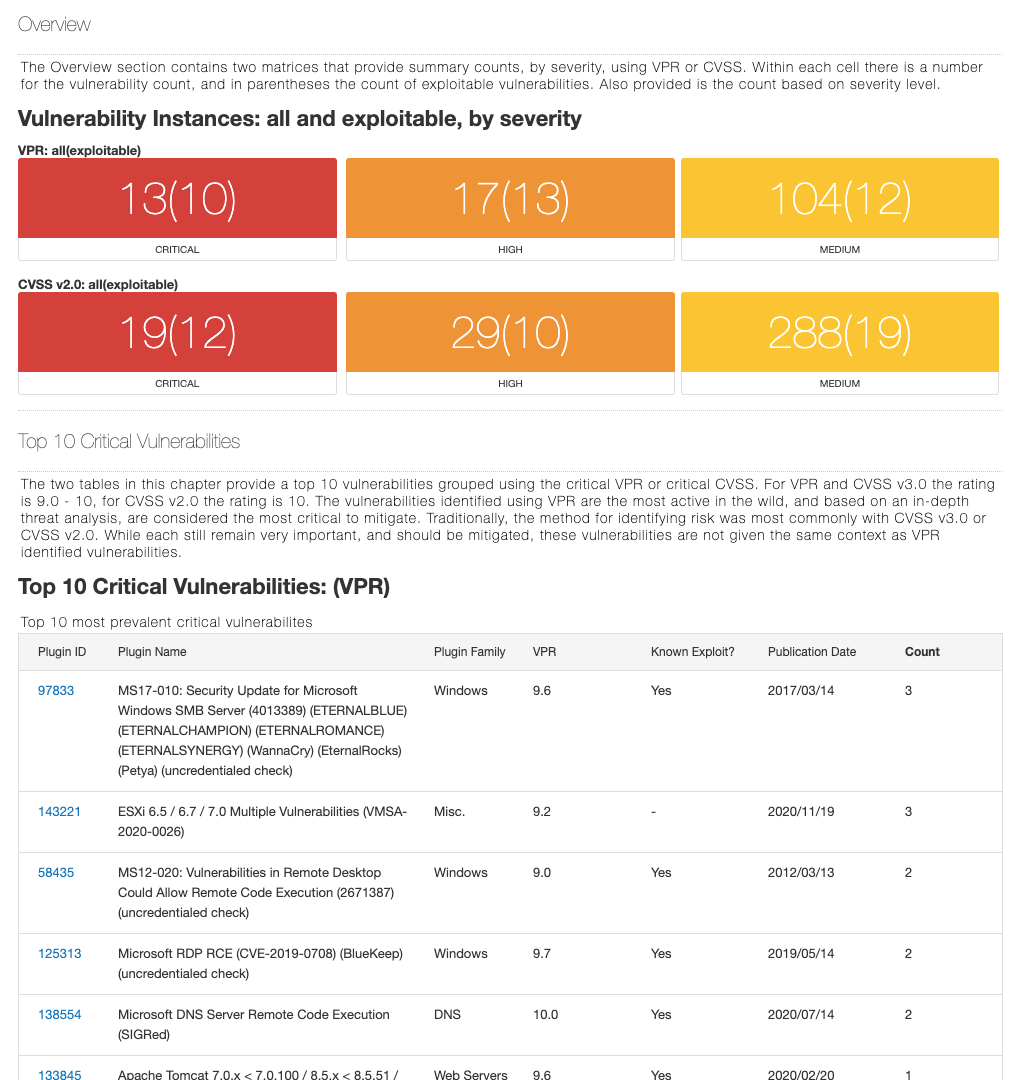 Overview
The Overview section contains two matrices that provide summary counts, by severity, using VPR or CVSS. Within each cell there is a number
for the vulnerability count, and in parentheses the count of exploitable vulnerabilities. Also provided is the count based on severity level.
Vulnerability Instances: all and exploitable, by severity
VPR: all(exploitable)
13(10) 17(13) 104(12)
CRITICAL HIGH MEDIUM
CVSS v2.0: all(exploitable)
19(12) 29(10) 288(19)
CRITICAL HIGH MEDIUM
Top 10 Critical Vulnerabilities
The two tables in this chapter provide a top 10 vulnerabilities grouped using the critical VPR or critical CVSS. For VPR and CVSS v3.0 the rating
is 9.0 - 10, for CVSS v2.0 the rating is 10. The vulnerabilities identified using VPR are the most active in the wild, and based on an in-depth
threat analysis, are considered the most critical to mitigate. Traditionally, the method for identifying risk was most commonly with CVSS v3.0 or
CVSS v2.0. While each still remain very important, and should be mitigated, these vulnerabilities are not given the same context as VPR
identified vulnerabilities.
Top 10 Critical Vulnerabilities: (VPR)
Top 10 most prevalent critical vulnerabilites
Plugin ID Plugin Name Plugin Family VPR Known Exploit? Publication Date Count
97833 MS17-010: Security Update for Microsoft Windows 9.6 Yes 2017/03/14 3
Windows SMB Server (4013389) (ETERNALBLUE)
(ETERNALCHAMPION) (ETERNALROMANCE)
(ETERNALSYNERGY) (WannaCry) (EternalRocks)
(Petya) (uncredentialed check)
143221 ESXi 6.5 / 6.7 / 7.0 Multiple Vulnerabilities (VMSA- Misc. 9.2 - 2020/11/19 3
2020-0026)
58435 MS12-020: Vulnerabilities in Remote Desktop Windows 9.0 Yes 2012/03/13 2
Could Allow Remote Code Execution (2671387)
(uncredentialed check)
125313 Microsoft RDP RCE (CVE-2019-0708) (BlueKeep) Windows 9.7 Yes 2019/05/14 2
(uncredentialed check)
138554 Microsoft DNS Server Remote Code Execution DNS 10.0 Yes 2020/07/14 2
(SIGRed)
133845 Apache Tomcat 7.0.x < 7.0.100 / 8.5.x < 8.5.51 / Web Servers 9.6 Yes 2020/02/20 1